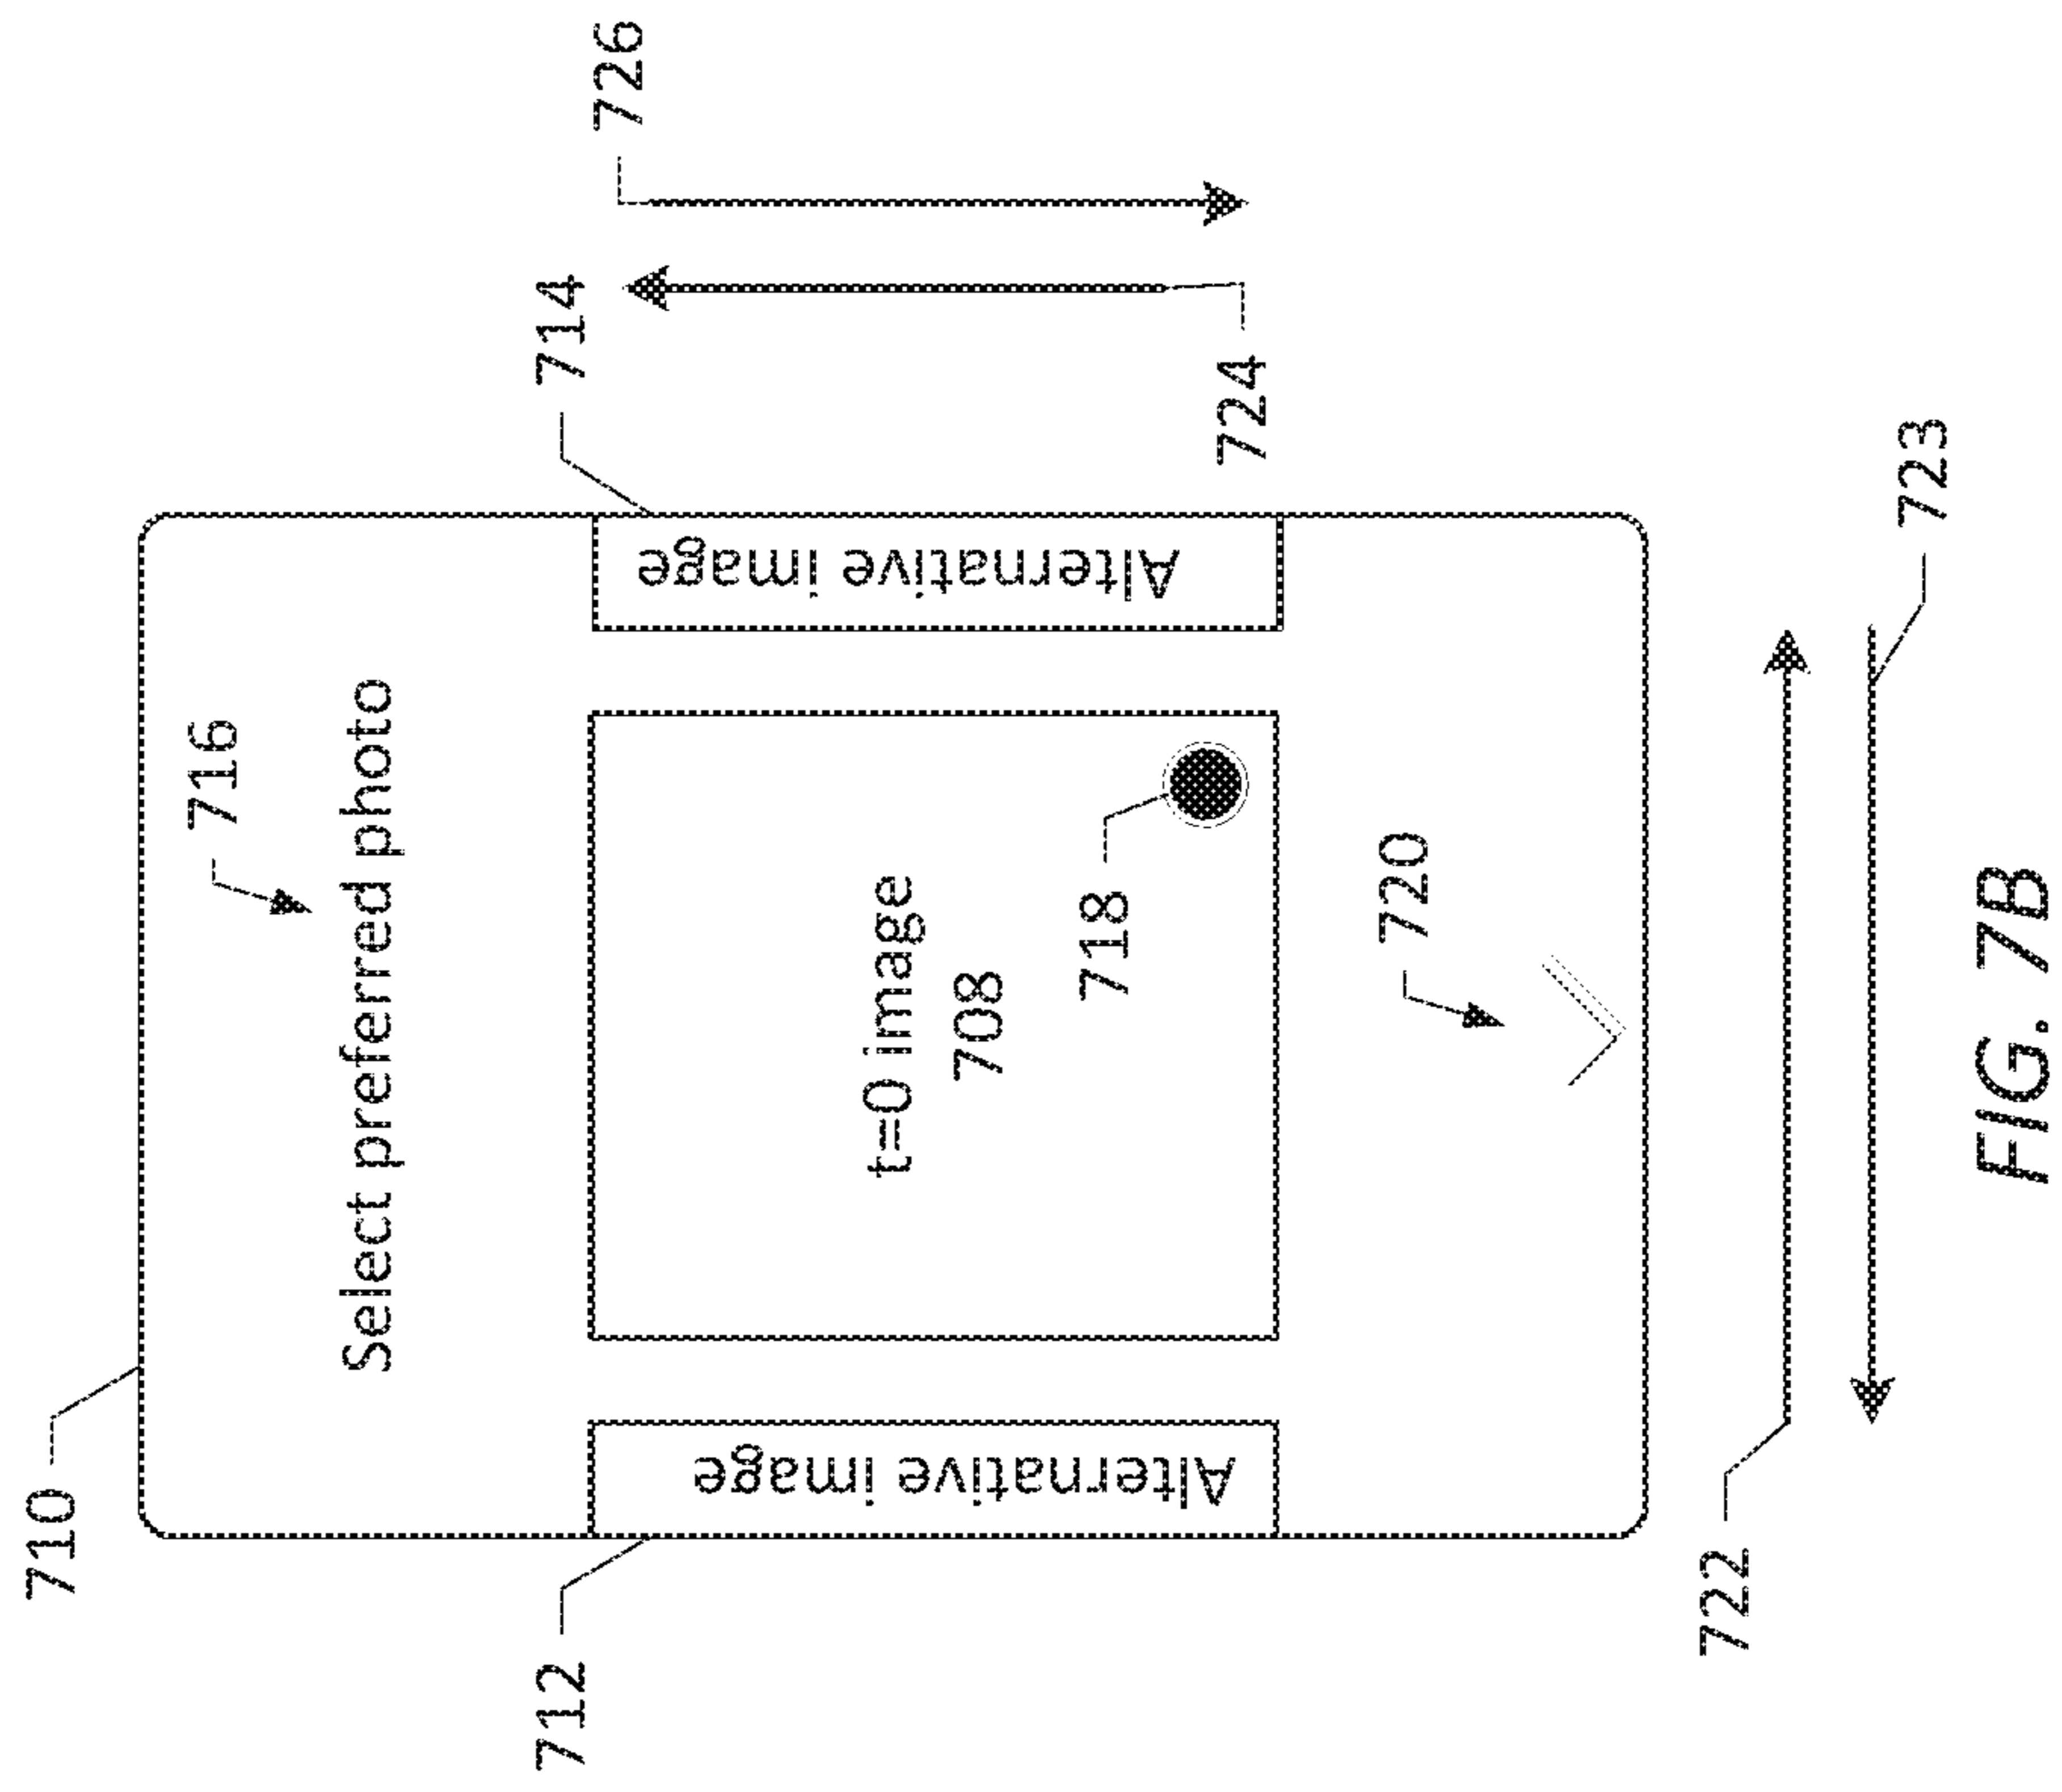 710
716
Select preferred photo
712
714
726
Alternative image
t=0 image
708
718
Alternative image
724
720
722
723
FIG. 7B